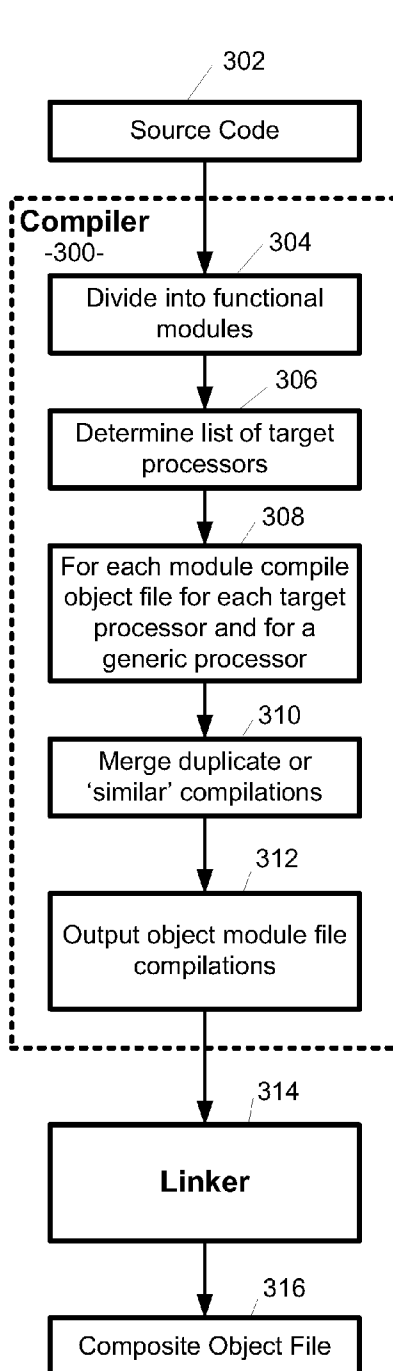 302
Source Code
Compiler
-300-
304
Divide into functional
modules
306
Determine list of target
processors
308
For each module compile
object file for each target
processor and for a
generic processor
310
Merge duplicate or
‘similar’ compilations
312
Output object module file
compilations
314
Linker
316
Composite Object File